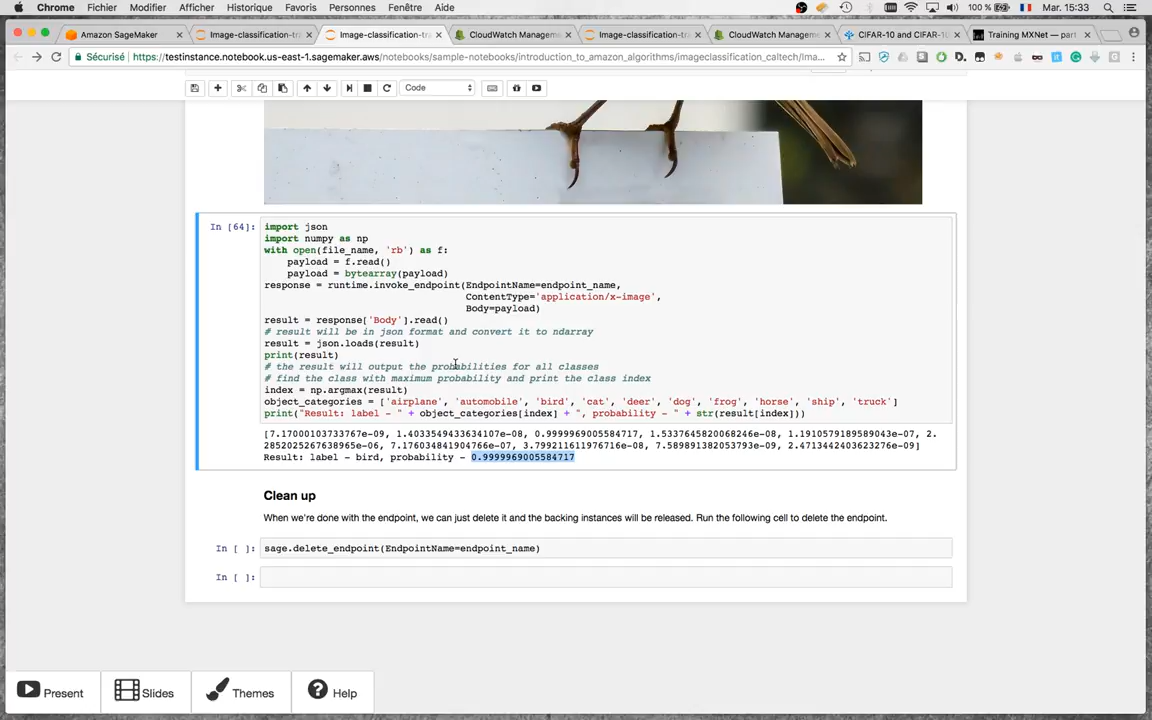 Chrome Fichier Modifier Afficher Historique Favoris Personnes Fenêtre Aide 100 % Mar. 15:33
Amazon SageMaker Image-classification-tra Image-classification-tra CloudWatch Manageme Image-classification-tra CloudWatch Manageme CIFAR-10 and CIFAR-10 Training MXNet — part
Sécurisé https://testinstance.notebook.us-east-1.sagemaker.aws/notebooks/sample-notebooks/introduction_to_amazon_algorithms/imageclassification_caltech/Ima...
Code
In [64]: import json
import numpy as np
with open(file_name, 'rb') as f:
payload = f.read()
payload = bytearray(payload)
response = runtime.invoke_endpoint(EndpointName=endpoint_name,
ContentType='application/x-image',
Body=payload)
result = response['Body'].read()
# result will be in json format and convert it to ndarray
result = json.loads(result)
print(result)
# the result will output the probabilities for all classes
# find the class with maximum probability and print the class index
index = np.argmax(result)
object_categories = ['airplane', 'automobile', 'bird', 'cat', 'deer', 'dog', 'frog', 'horse', 'ship', 'truck']
print("Result: label - " + object_categories[index] + ", probability - " + str(result[index]))
[7.17000103733767e-09, 1.4033549433634107e-08, 0.9999969005584717, 1.5337645820068246e-08, 1.1910579189589043e-07, 2.
2852025267638965e-06, 7.17603484190476​6e-07, 3.799211611976716e-08, 7.589891382053793e-09, 2.4713442403623276e-09]
Result: label - bird, probability - 0.9999969005584717
Clean up
When we're done with the endpoint, we can just delete it and the backing instances will be released. Run the following cell to delete the endpoint.
In [ ]: sage.delete_endpoint(EndpointName=endpoint_name)
In [ ]:
Present Slides Themes Help